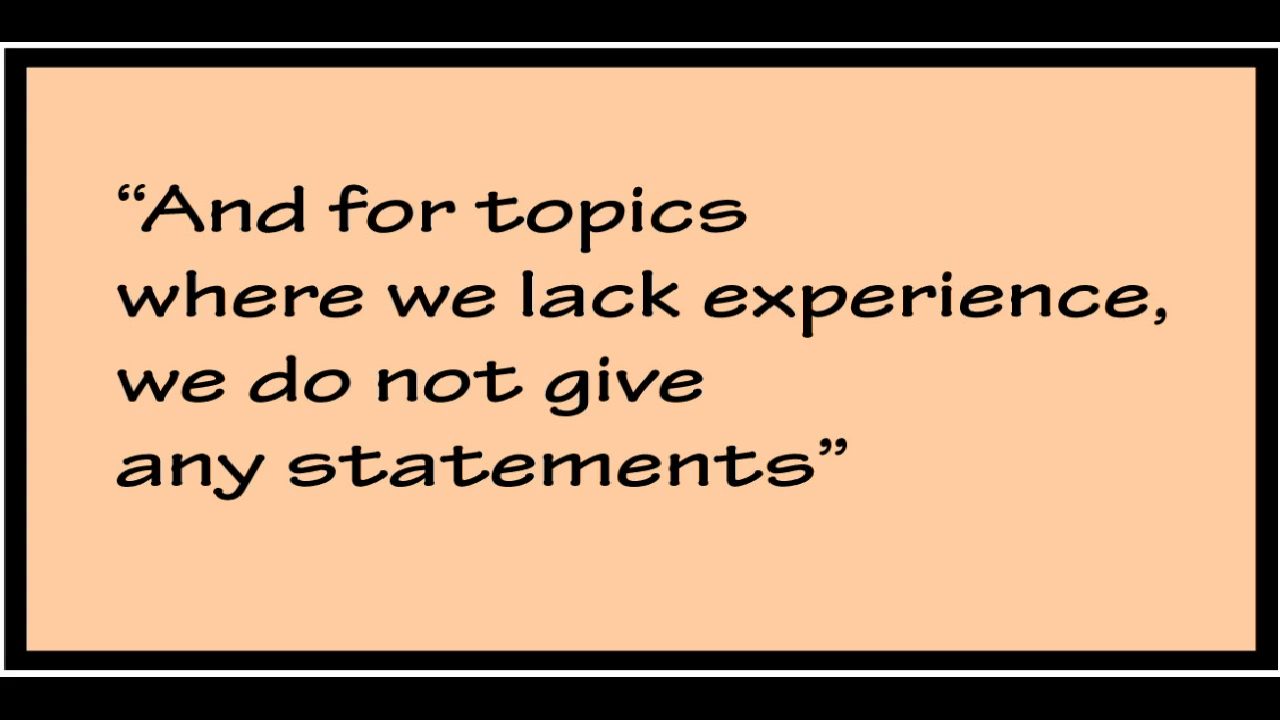 “And for topics
where we lack experience,
we do not give
any statements”